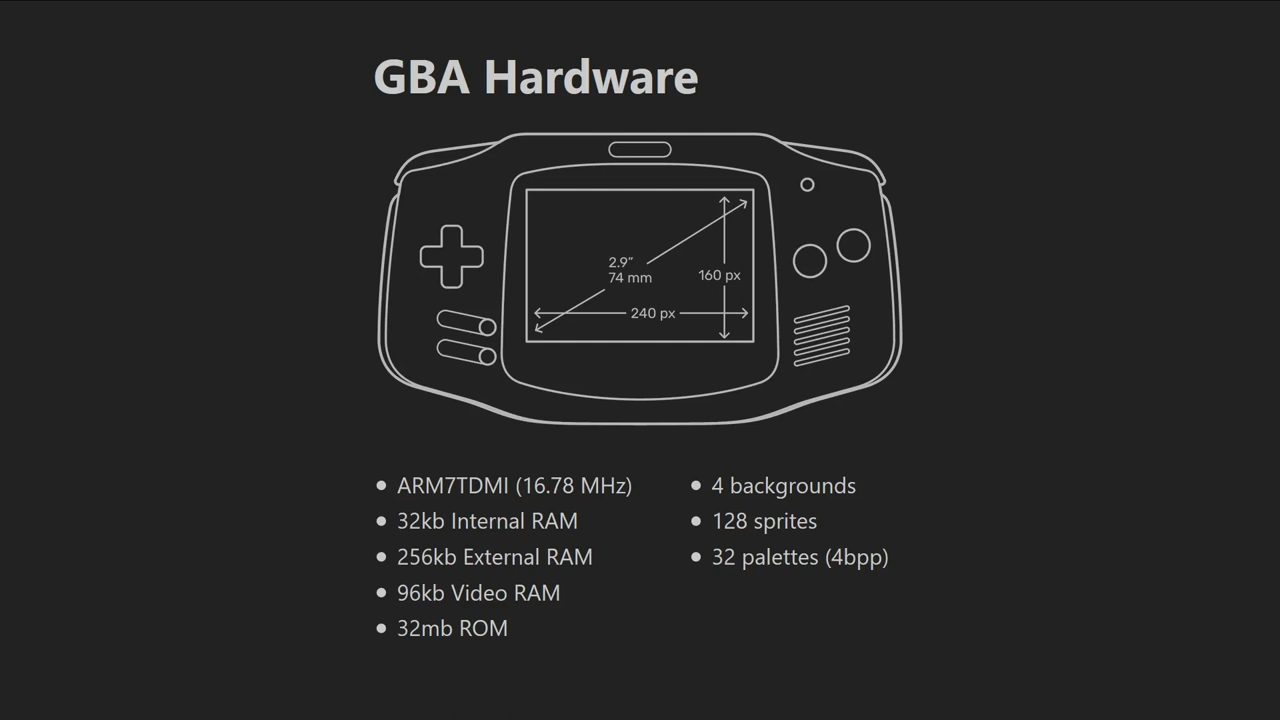 GBA Hardware
2.9”
74 mm
160 px
240 px
ARM7TDMI (16.78 MHz)
32kb Internal RAM
256kb External RAM
96kb Video RAM
32mb ROM
4 backgrounds
128 sprites
32 palettes (4bpp)